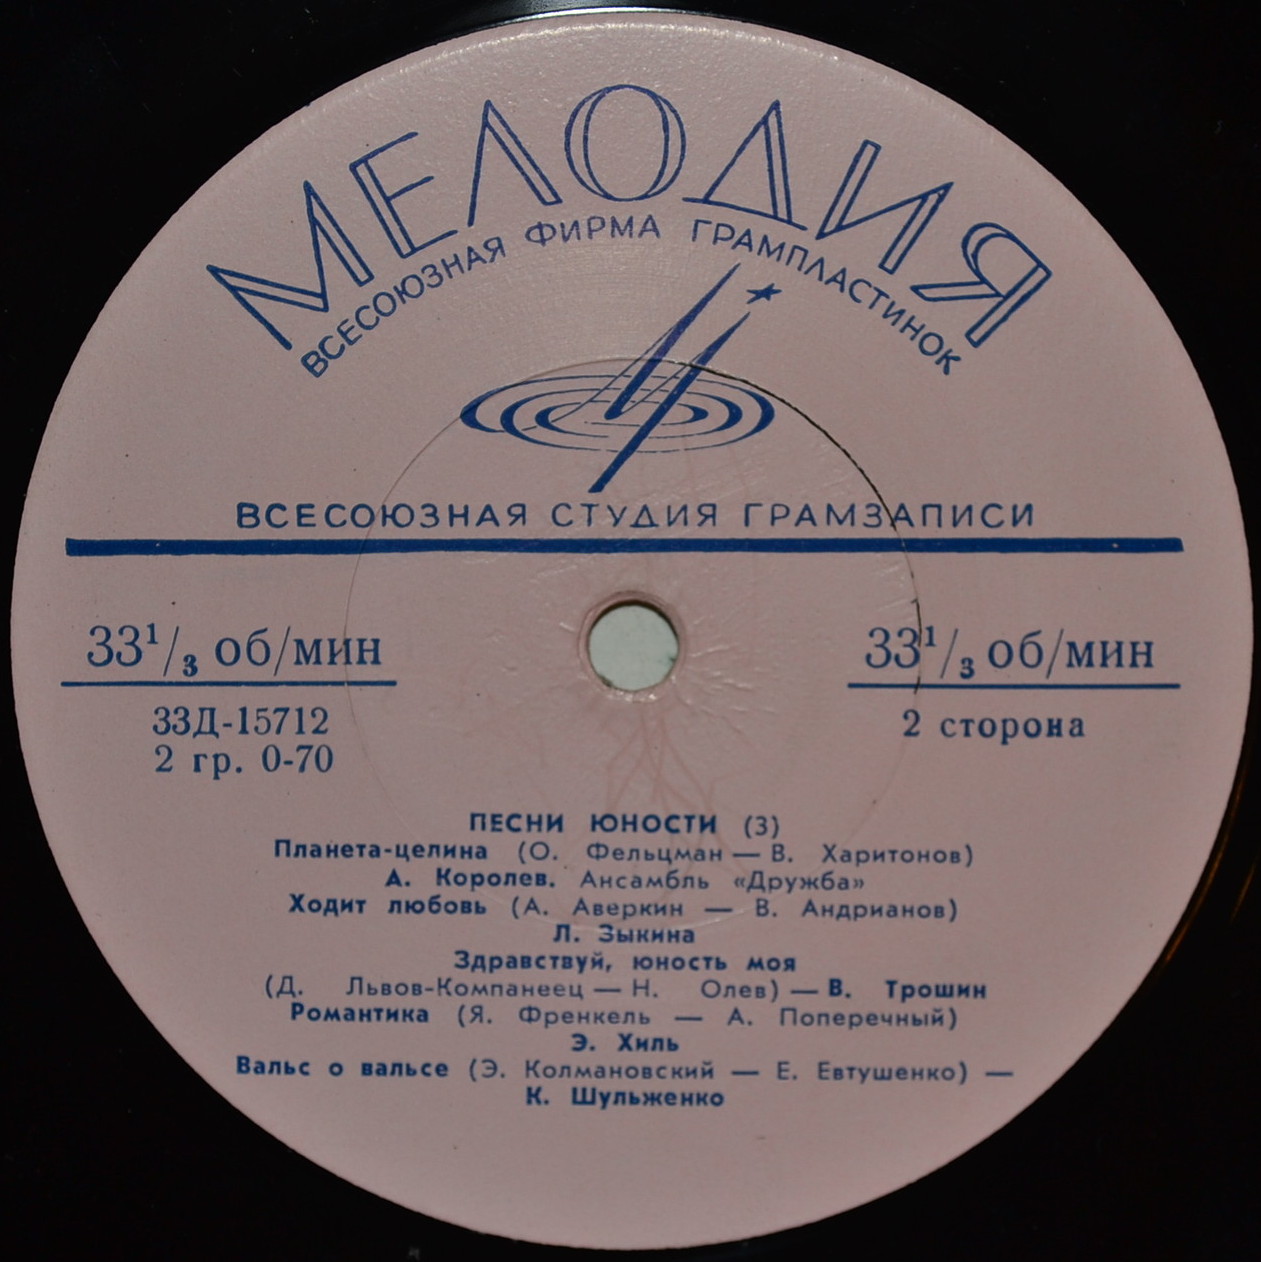 МЕЛОДИЯ
ВСЕСОЮЗНАЯ ФИРМА ГРАМПЛАСТИНОК
ВСЕСОЮЗНАЯ СТУДИЯ ГРАМЗАПИСИ
33¹/₃ об/мин
33Д-15712
2 гр. 0-70
33¹/₃ об/мин
2 сторона
ПЕСНИ ЮНОСТИ (3)
Планета-целина (О. Фельцман — В. Харитонов)
А. Королев. Ансамбль «Дружба»
Ходит любовь (А. Аверкин — В. Андрианов)
Л. Зыкина
Здравствуй, юность моя
(Д. Львов-Компанеец — Н. Олев) — В. Трошин
Романтика (Я. Френкель — А. Поперечный)
Э. Хиль
Вальс о вальсе (Э. Колмановский — Е. Евтушенко) —
К. Шульженко